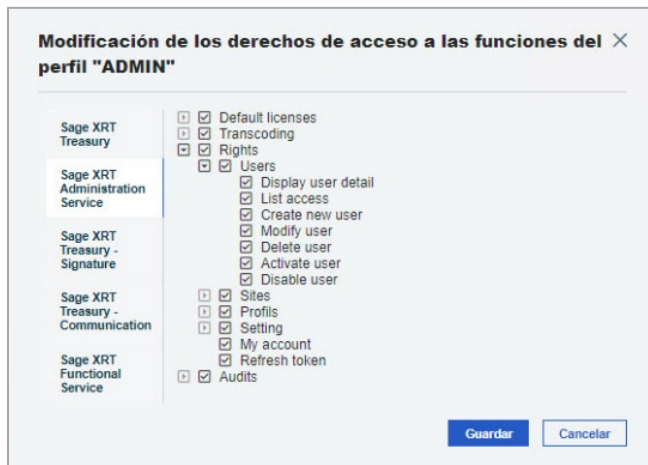 Modificación de los derechos de acceso a las funciones del
perfil "ADMIN"
Sage XRT
Treasury
Sage XRT
Administration
Service
Sage XRT
Treasury -
Signature
Sage XRT
Treasury -
Communication
Sage XRT
Functional
Service
Default licenses
Transcoding
Rights
Users
Display user detail
List access
Create new user
Modify user
Delete user
Activate user
Disable user
Sites
Profils
Setting
My account
Refresh token
Audits
Guardar
Cancelar